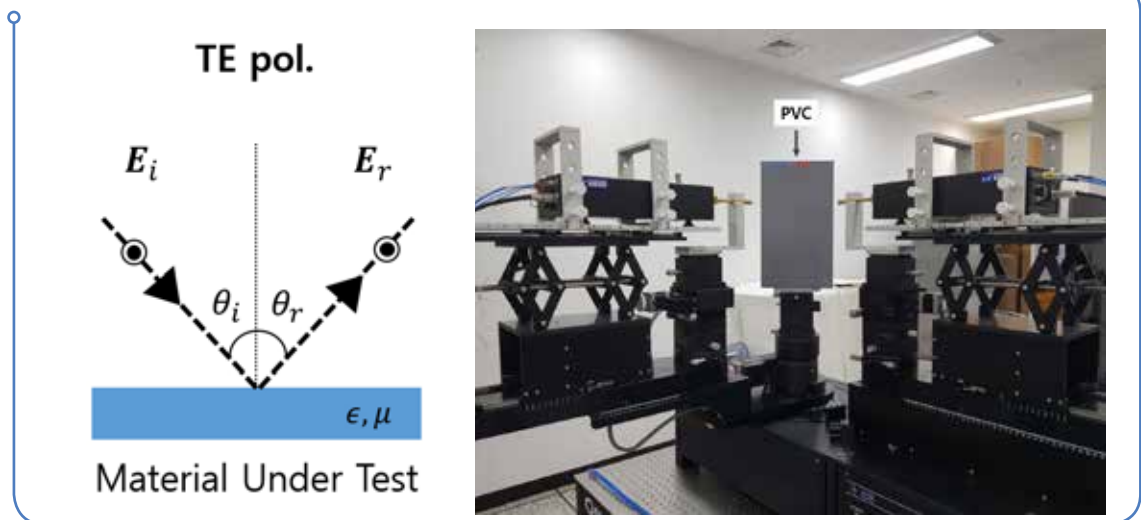 TE pol.
E_i E_r
θ_i θ_r
ϵ, μ
Material Under Test
PVC